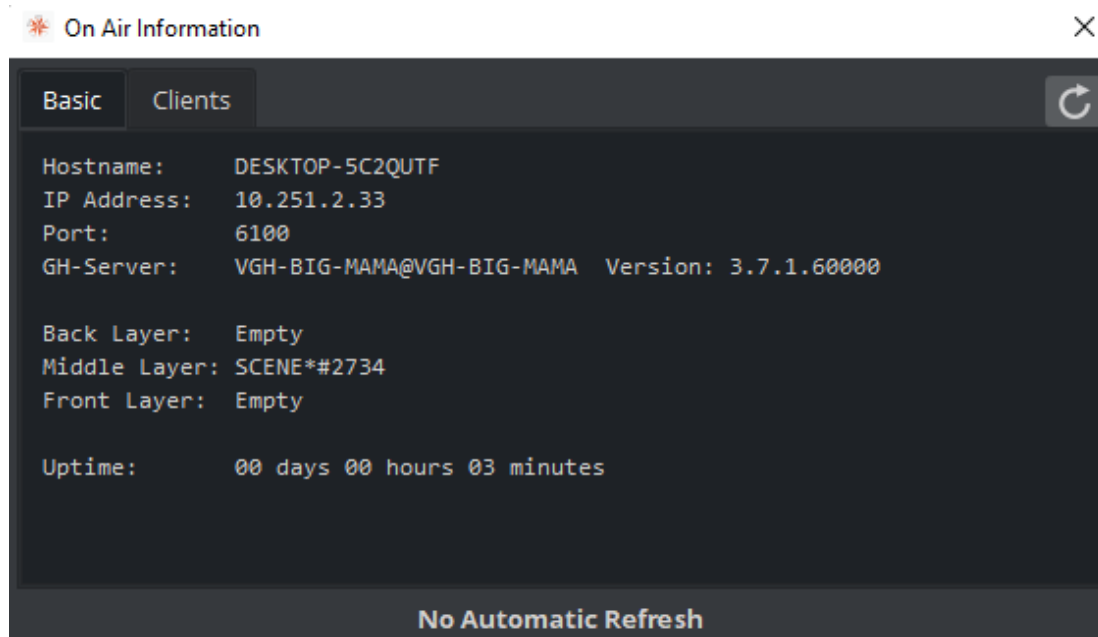 On Air Information
Basic Clients
Hostname: DESKTOP-5C2QUTF
IP Address: 10.251.2.33
Port: 6100
GH-Server: VGH-BIG-MAMA@VGH-BIG-MAMA Version: 3.7.1.60000
Back Layer: Empty
Middle Layer: SCENE*#2734
Front Layer: Empty
Uptime: 00 days 00 hours 03 minutes
No Automatic Refresh